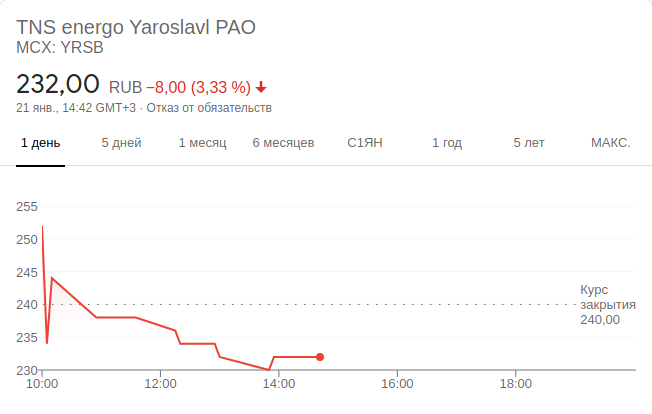 TNS energo Yaroslavl PAO
MCX: YRSB
232,00 RUB −8,00 (3,33 %)
21 янв., 14:42 GMT+3 · Отказ от обязательств
1 день 5 дней 1 месяц 6 месяцев С1ЯН 1 год 5 лет МАКС.
255
250
245
240
235
230
Курс
закрытия
240,00
10:00 12:00 14:00 16:00 18:00